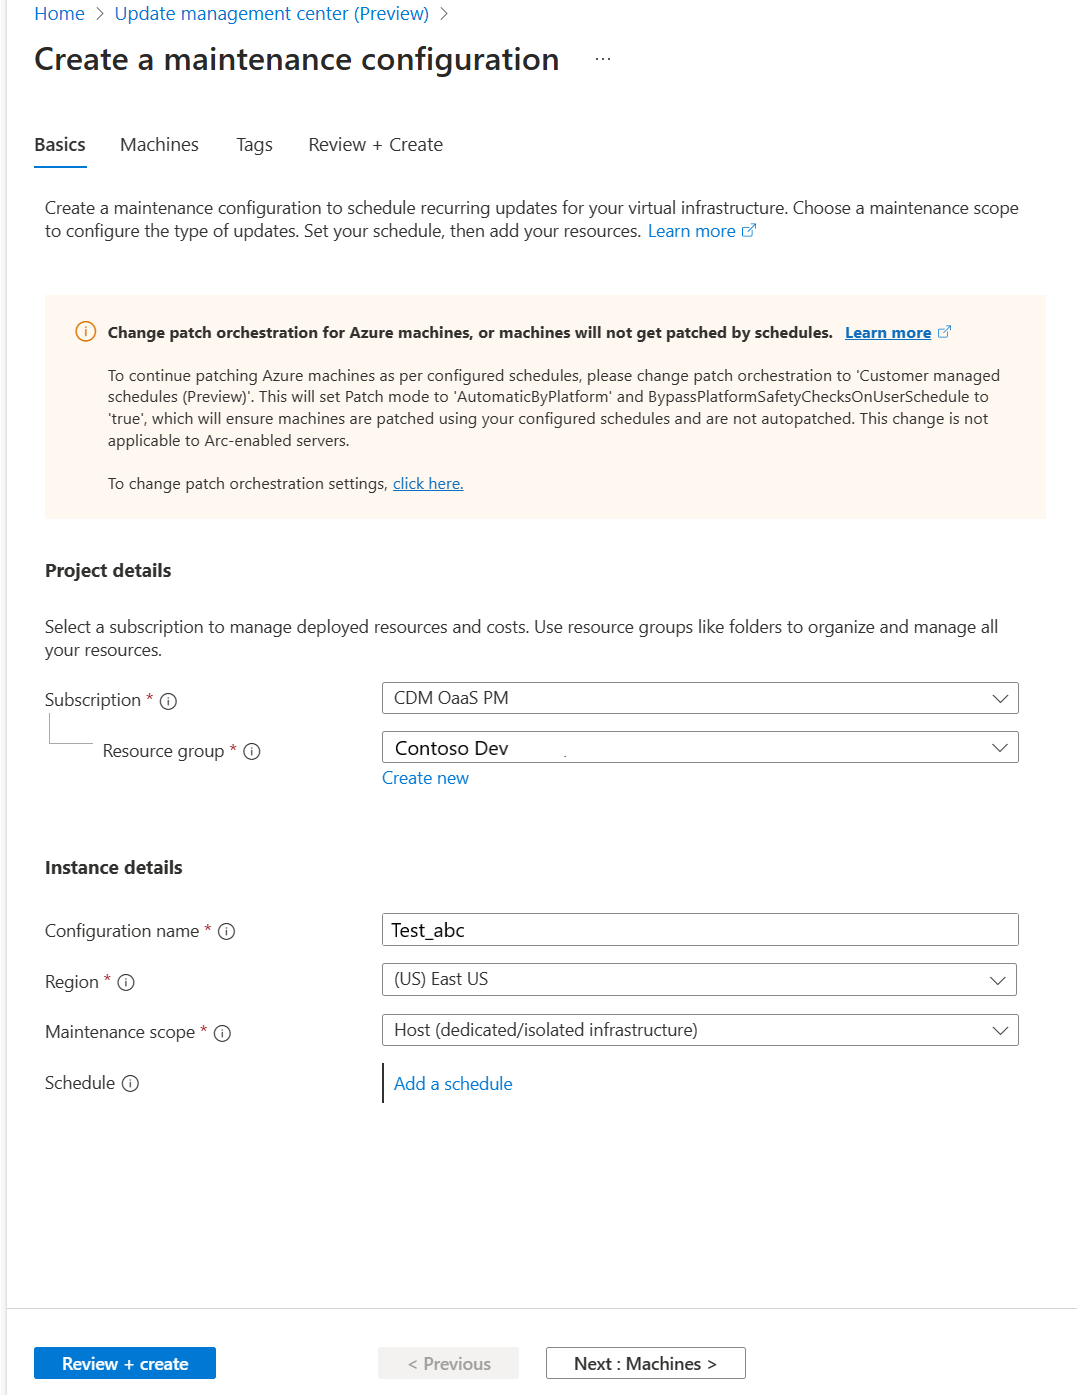 Home > Update management center (Preview) >
Create a maintenance configuration ...
Basics Machines Tags Review + Create
Create a maintenance configuration to schedule recurring updates for your virtual infrastructure. Choose a maintenance scope
to configure the type of updates. Set your schedule, then add your resources. Learn more
Change patch orchestration for Azure machines, or machines will not get patched by schedules. Learn more
To continue patching Azure machines as per configured schedules, please change patch orchestration to 'Customer managed
schedules (Preview)'. This will set Patch mode to 'AutomaticByPlatform' and BypassPlatformSafetyChecksOnUserSchedule to
'true', which will ensure machines are patched using your configured schedules and are not autopatched. This change is not
applicable to Arc-enabled servers.
To change patch orchestration settings, click here.
Project details
Select a subscription to manage deployed resources and costs. Use resource groups like folders to organize and manage all
your resources.
Subscription * CDM OaaS PM
Resource group * Contoso Dev
Create new
Instance details
Configuration name * Test_abc
Region * (US) East US
Maintenance scope * Host (dedicated/isolated infrastructure)
Schedule Add a schedule
Review + create < Previous Next : Machines >